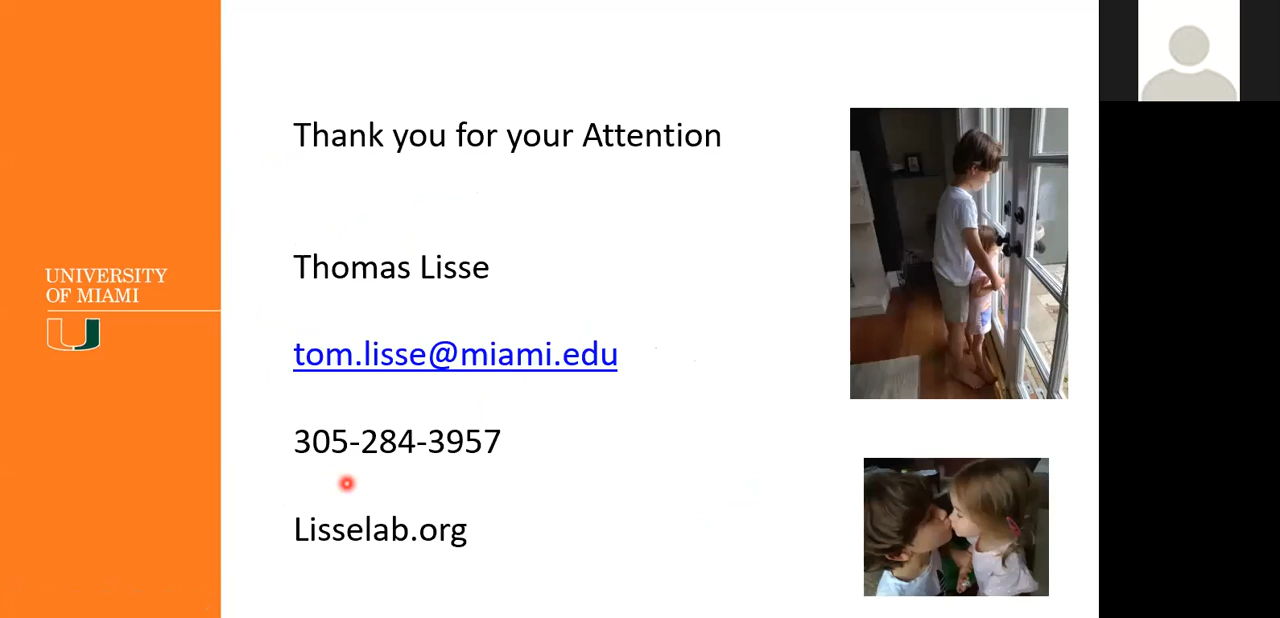 Thank you for your Attention
Thomas Lisse
UNIVERSITY
OF MIAMI
tom.lisse@miami.edu
305-284-3957
Lisselab.org